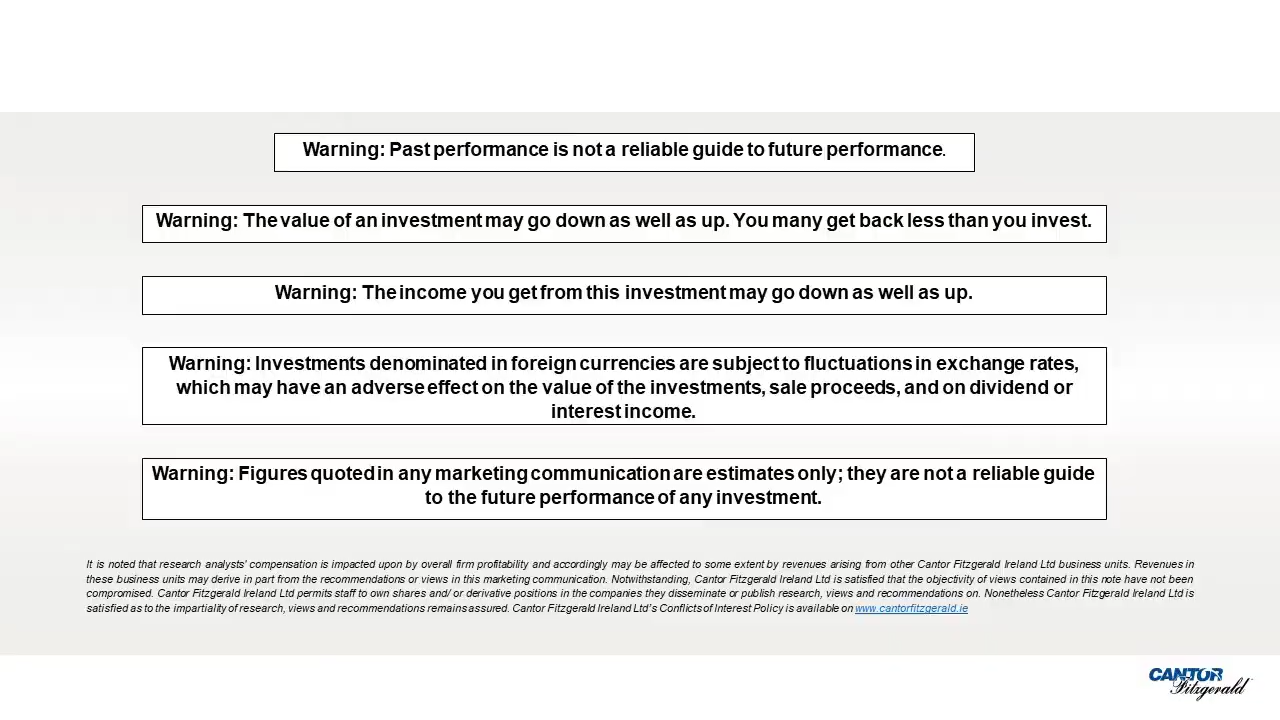 Warning: Past performance is not a reliable guide to future performance.
Warning: The value of an investment may go down as well as up. You many get back less than you invest.
Warning: The income you get from this investment may go down as well as up.
Warning: Investments denominated in foreign currencies are subject to fluctuations in exchange rates,
which may have an adverse effect on the value of the investments, sale proceeds, and on dividend or
interest income.
Warning: Figures quoted in any marketing communication are estimates only; they are not a reliable guide
to the future performance of any investment.
It is noted that research analysts' compensation is impacted upon by overall firm profitability and accordingly may be affected to some extent by revenues arising from other Cantor Fitzgerald Ireland Ltd business units. Revenues in
these business units may derive in part from the recommendations or views in this marketing communication. Notwithstanding, Cantor Fitzgerald Ireland Ltd is satisfied that the objectivity of views contained in this note have not been
compromised. Cantor Fitzgerald Ireland Ltd permits staff to own shares and/ or derivative positions in the companies they disseminate or publish research, views and recommendations on. Nonetheless Cantor Fitzgerald Ireland Ltd is
satisfied as to the impartiality of research, views and recommendations remains assured. Cantor Fitzgerald Ireland Ltd's Conflicts of Interest Policy is available on www.cantorfitzgerald.ie
CANTOR
Fitzgerald